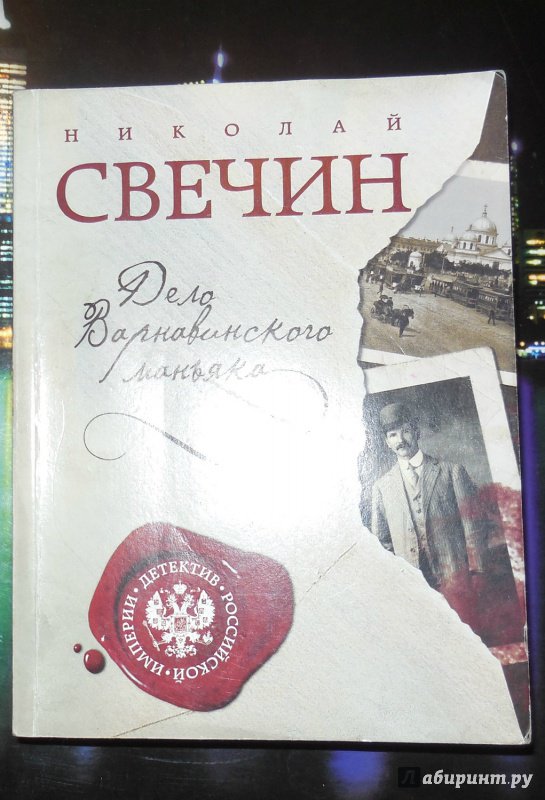 НИКОЛАЙ
СВЕЧИН
Дело
Варнавинского
маньяка
ДЕТЕКТИВ • РОССИЙСКОЙ • ИМПЕРИИ •
Лабиринт.ру